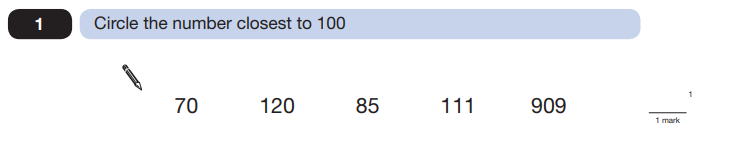 1 Circle the number closest to 100
70 120 85 111 909
1
1 mark